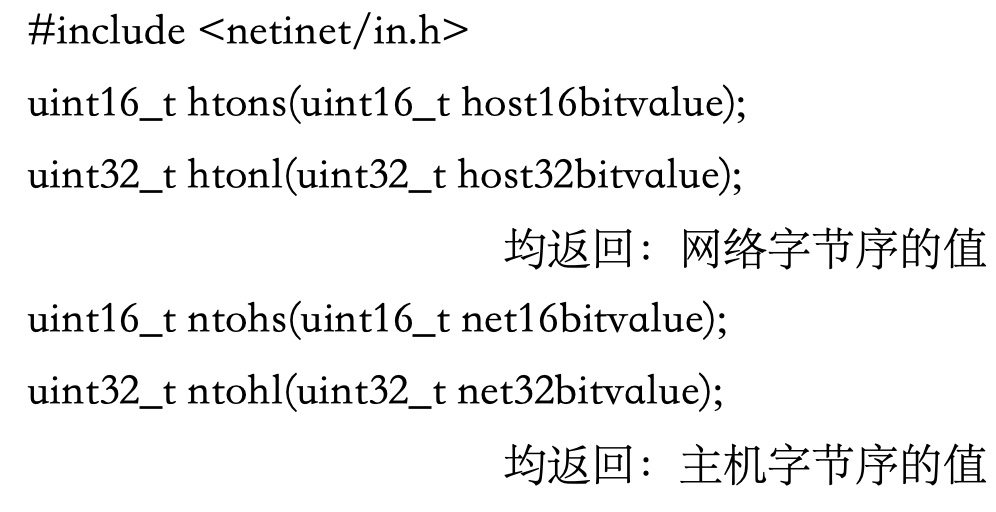 #include <netinet/in.h>
uint16_t htons(uint16_t host16bitvalue);
uint32_t htonl(uint32_t host32bitvalue);
均返回：网络字节序的值
uint16_t ntohs(uint16_t net16bitvalue);
uint32_t ntohl(uint32_t net32bitvalue);
均返回：主机字节序的值